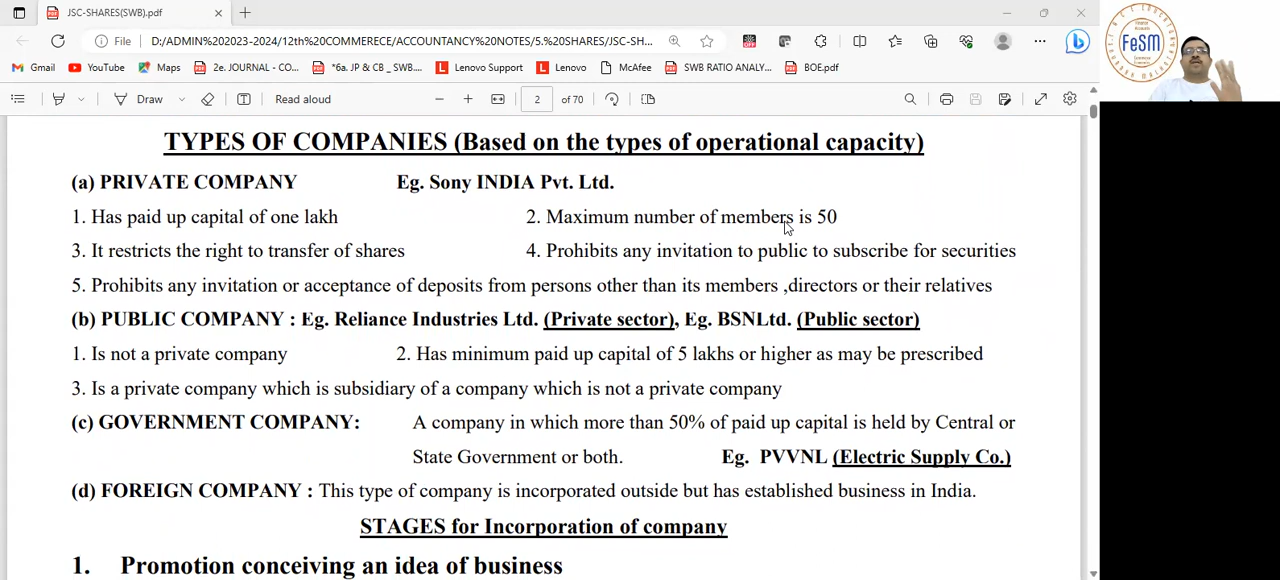 JSC-SHARES(SWB).pdf
File D:/ADMIN%202023-2024/12th%20COMMERECE/ACCOUNTANCE%20NOTES/5.%20SHARES/JSC-SH...
OFF
Gmail YouTube Maps 2e. JOURNAL - CO... *6a. JP & CB _ SWB.... Lenovo Support Lenovo McAfee SWB RATIO ANALY... BOE.pdf
Draw Read aloud 2 of 70
FeSM
TYPES OF COMPANIES (Based on the types of operational capacity)
(a) PRIVATE COMPANY Eg. Sony INDIA Pvt. Ltd.
1. Has paid up capital of one lakh 2. Maximum number of members is 50
3. It restricts the right to transfer of shares 4. Prohibits any invitation to public to subscribe for securities
5. Prohibits any invitation or acceptance of deposits from persons other than its members ,directors or their relatives
(b) PUBLIC COMPANY : Eg. Reliance Industries Ltd. (Private sector), Eg. BSNLtd. (Public sector)
1. Is not a private company 2. Has minimum paid up capital of 5 lakhs or higher as may be prescribed
3. Is a private company which is subsidiary of a company which is not a private company
(c) GOVERNMENT COMPANY: A company in which more than 50% of paid up capital is held by Central or
State Government or both. Eg. PVVNL (Electric Supply Co.)
(d) FOREIGN COMPANY : This type of company is incorporated outside but has established business in India.
STAGES for Incorporation of company
1. Promotion conceiving an idea of business